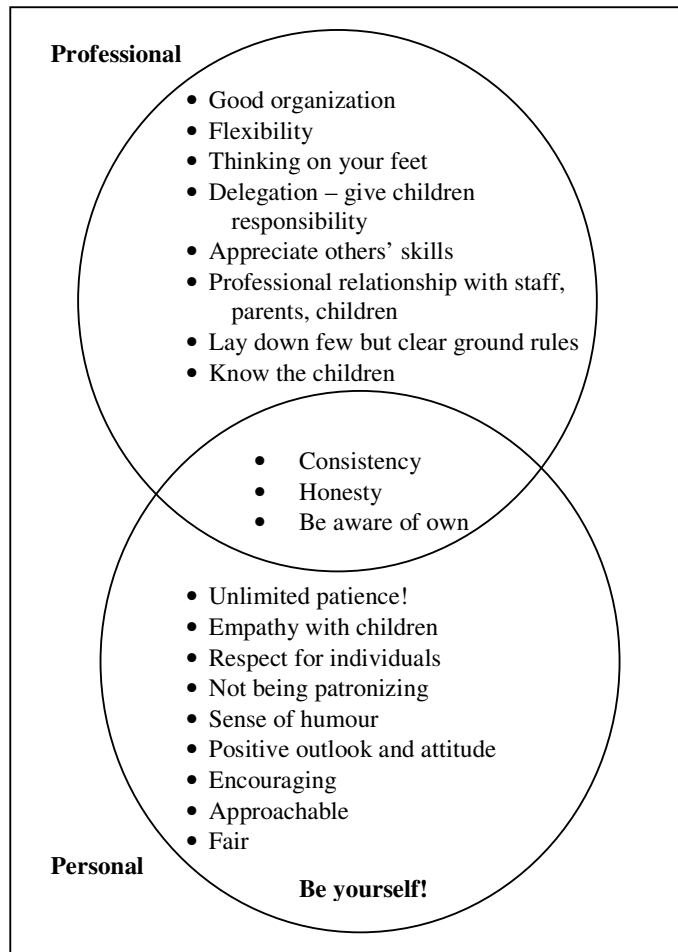 Professional
• Good organization
• Flexibility
• Thinking on your feet
• Delegation – give children
responsibility
• Appreciate others’ skills
• Professional relationship with staff,
parents, children
• Lay down few but clear ground rules
• Know the children
• Consistency
• Honesty
• Be aware of own
• Unlimited patience!
• Empathy with children
• Respect for individuals
• Not being patronizing
• Sense of humour
• Positive outlook and attitude
• Encouraging
• Approachable
• Fair
Personal
Be yourself!